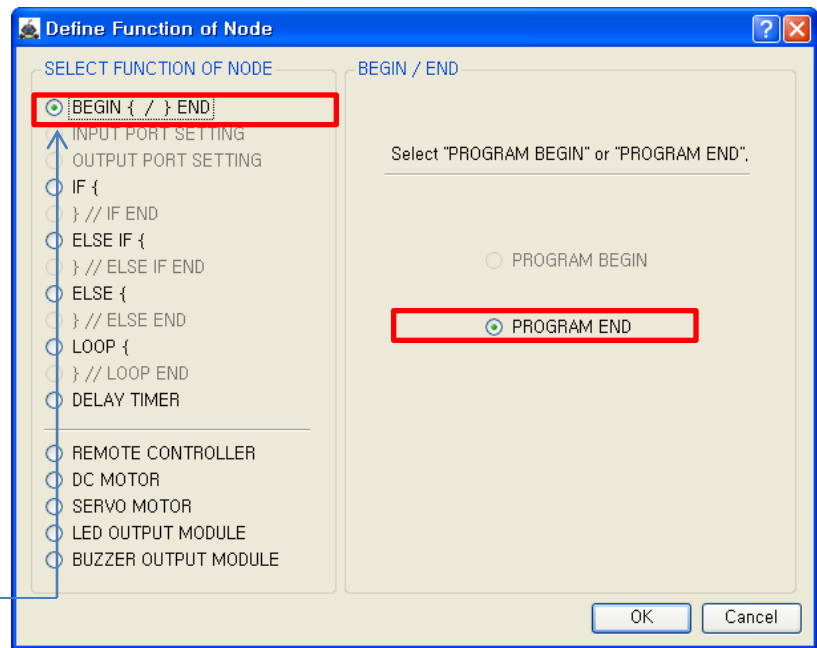 Define Function of Node
SELECT FUNCTION OF NODE
BEGIN { / } END
INPUT PORT SETTING
OUTPUT PORT SETTING
IF {
} // IF END
ELSE IF {
} // ELSE IF END
ELSE {
} // ELSE END
LOOP {
} // LOOP END
DELAY TIMER
REMOTE CONTROLLER
DC MOTOR
SERVO MOTOR
LED OUTPUT MODULE
BUZZER OUTPUT MODULE
BEGIN / END
Select "PROGRAM BEGIN" or "PROGRAM END",
PROGRAM BEGIN
PROGRAM END
OK
Cancel